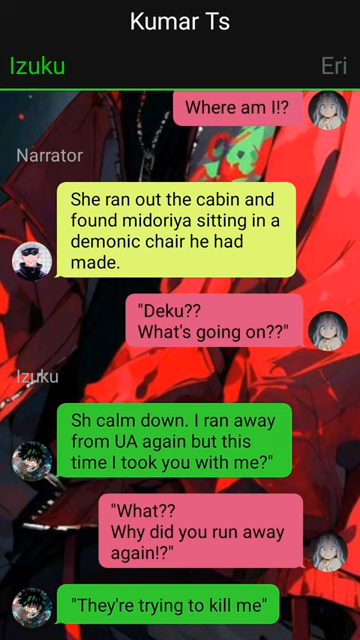 Kumar Ts
Izuku Eri
Where am I!?
Narrator
She ran out the cabin and
found midoriya sitting in a
demonic chair he had
made.
"Deku??
What's going on??"
Izuku
Sh calm down. I ran away
from UA again but this
time I took you with me?"
"What??
Why did you run away
again!?"
"They're trying to kill me"